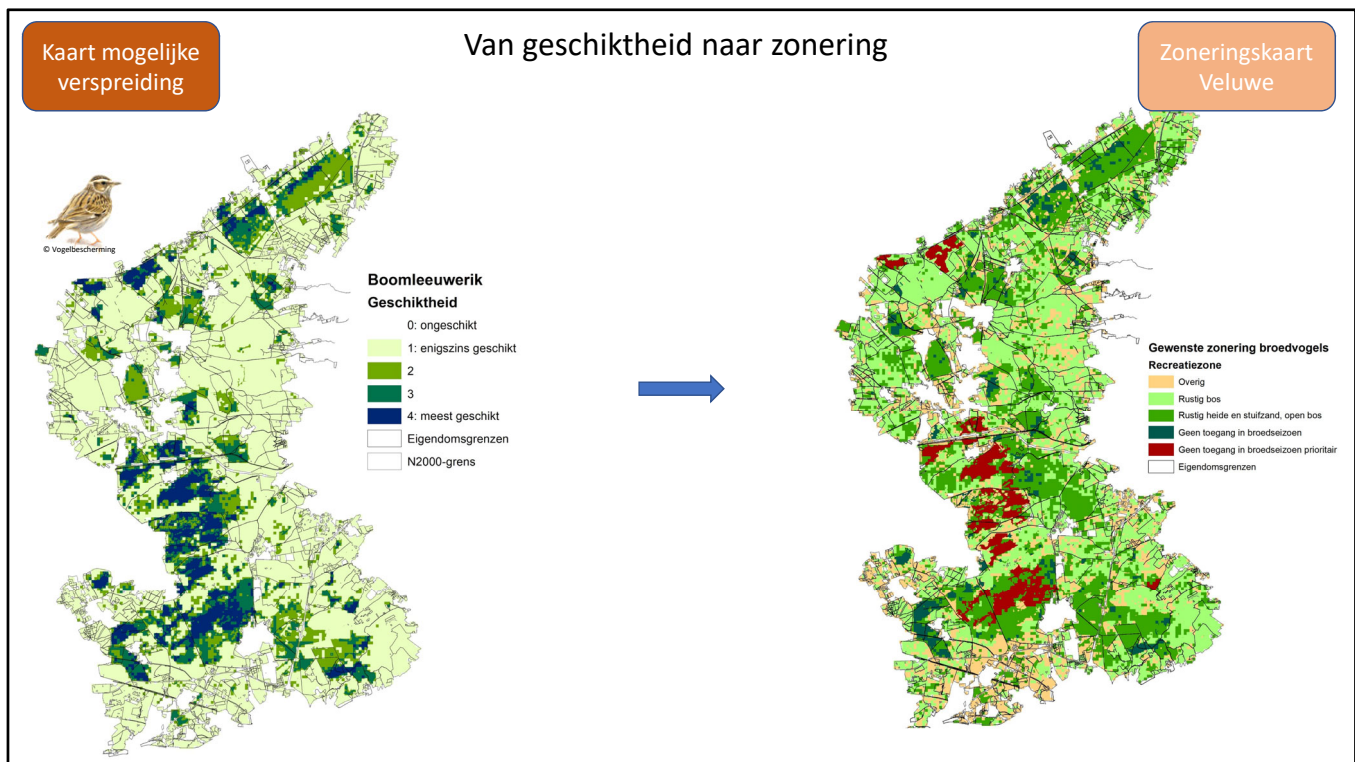 Kaart mogelijke
verspreiding
Van geschiktheid naar zonering
Zoneringskaart
Veluwe
© Vogelbescherming
Boomleeuwerik
Geschiktheid
0: ongeschikt
1: enigszins geschikt
2
3
4: meest geschikt
Eigendomsgrenzen
N2000-grens
Gewenste zonering broedvogels
Recreatiezone
Overig
Rustig bos
Rustig heide en stuifzand, open bos
Geen toegang in broedseizoen
Geen toegang in broedseizoen prioritair
Eigendomsgrenzen